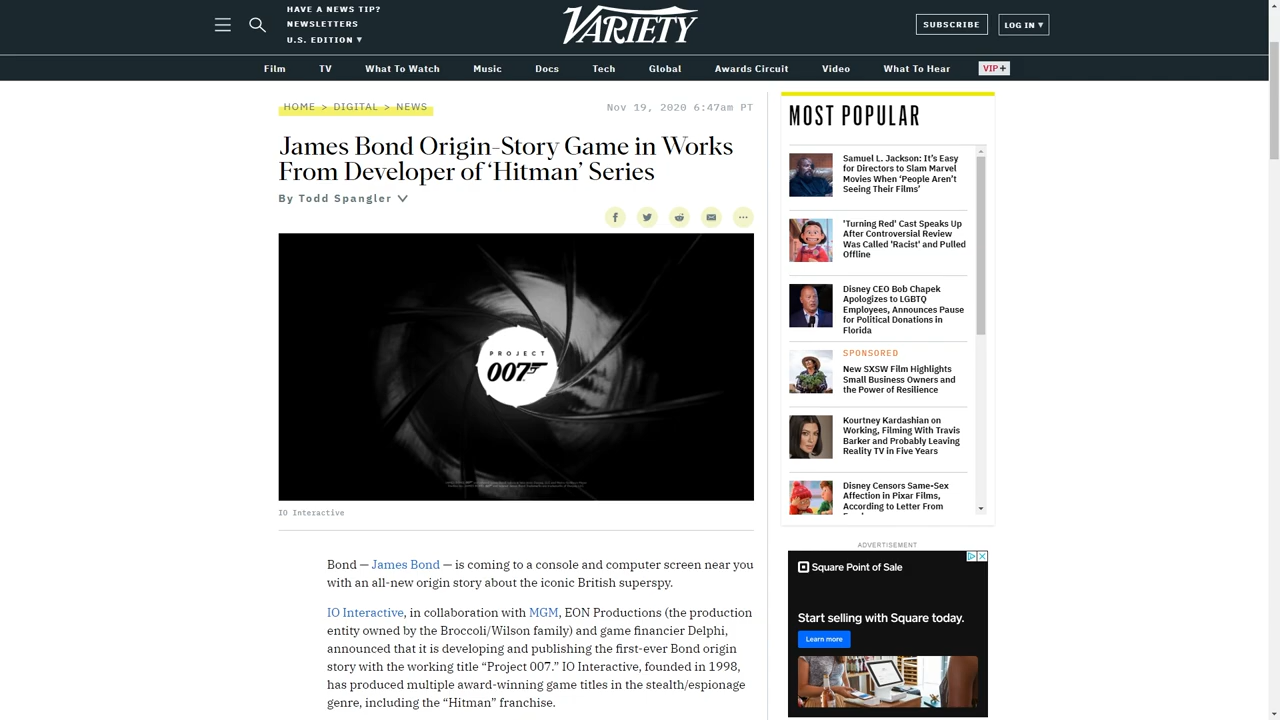 HAVE A NEWS TIP?
NEWSLETTERS
U.S. EDITION ▼
VARIETY
SUBSCRIBE
LOG IN ▼
Film
TV
What To Watch
Music
Docs
Tech
Global
Awards Circuit
Video
What To Hear
VIP+
HOME > DIGITAL > NEWS
Nov 19, 2020 6:47am PT
James Bond Origin-Story Game in Works
From Developer of ‘Hitman’ Series
By Todd Spangler
PROJECT
007
IO Interactive
Bond — James Bond — is coming to a console and computer screen near you
with an all-new origin story about the iconic British superspy.
IO Interactive, in collaboration with MGM, EON Productions (the production
entity owned by the Broccoli/Wilson family) and game financier Delphi,
announced that it is developing and publishing the first-ever Bond origin
story with the working title “Project 007.” IO Interactive, founded in 1998,
has produced multiple award-winning game titles in the stealth/espionage
genre, including the “Hitman” franchise.
MOST POPULAR
Samuel L. Jackson: It’s Easy
for Directors to Slam Marvel
Movies When ‘People Aren’t
Seeing Their Films’
'Turning Red' Cast Speaks Up
After Controversial Review
Was Called 'Racist' and Pulled
Offline
Disney CEO Bob Chapek
Apologizes to LGBTQ
Employees, Announces Pause
for Political Donations in
Florida
SPONSORED
New SXSW Film Highlights
Small Business Owners and
the Power of Resilience
Kourtney Kardashian on
Working, Filming With Travis
Barker and Probably Leaving
Reality TV in Five Years
Disney Censors Same-Sex
Affection in Pixar Films,
According to Letter From
ADVERTISEMENT
Square Point of Sale
Start selling with Square today.
Learn more